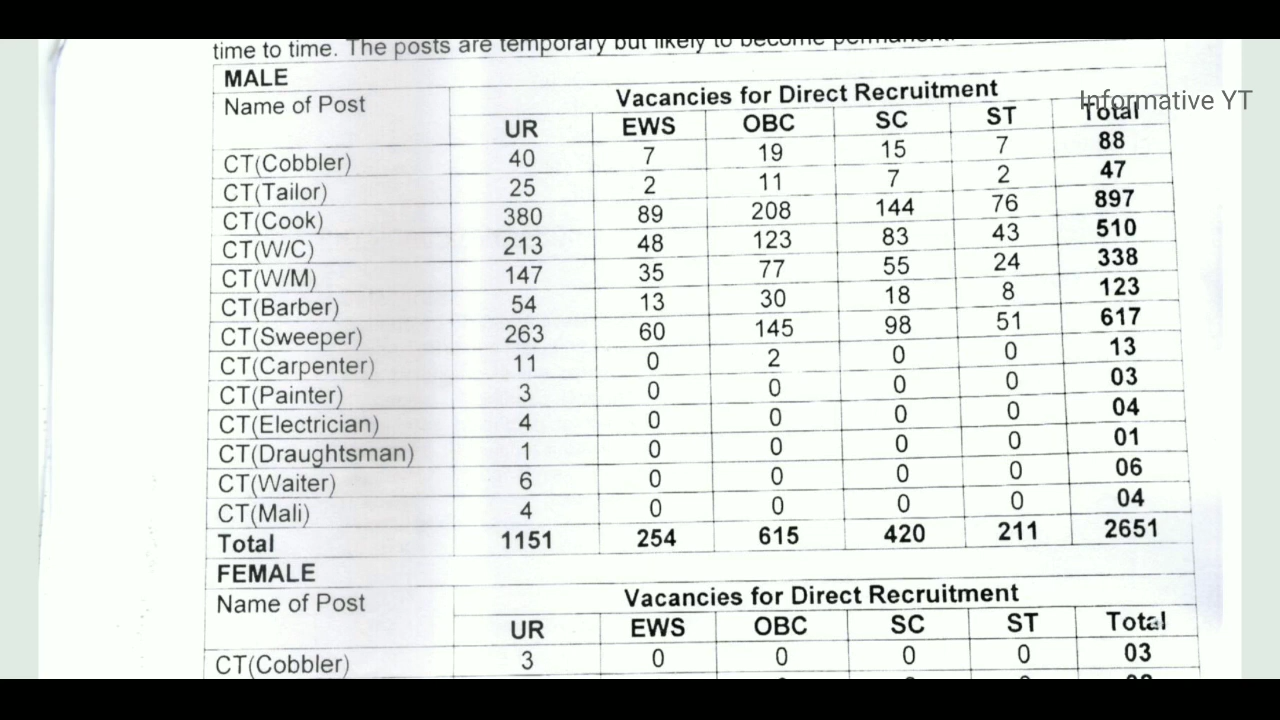 time to time. The posts are temporary but likely to become permanent.
MALE
Name of Post Vacancies for Direct Recruitment
Informative YT
UR EWS OBC SC ST Total
CT(Cobbler) 40 7 19 15 7 88
CT(Tailor) 25 2 11 7 2 47
CT(Cook) 380 89 208 144 76 897
CT(W/C) 213 48 123 83 43 510
CT(W/M) 147 35 77 55 24 338
CT(Barber) 54 13 30 18 8 123
CT(Sweeper) 263 60 145 98 51 617
CT(Carpenter) 11 0 2 0 0 13
CT(Painter) 3 0 0 0 0 03
CT(Electrician) 4 0 0 0 0 04
CT(Draughtsman) 1 0 0 0 0 01
CT(Waiter) 6 0 0 0 0 06
CT(Mali) 4 0 0 0 0 04
Total 1151 254 615 420 211 2651
FEMALE
Name of Post Vacancies for Direct Recruitment
UR EWS OBC SC ST Total
CT(Cobbler) 3 0 0 0 0 03